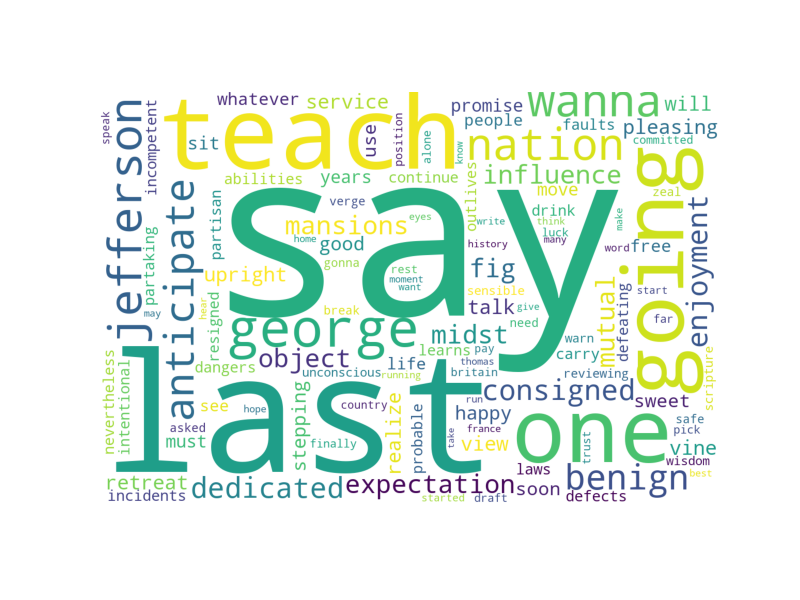 whatever service promise wanna will
speak
jefferson
incompetent
teach
sit
use
position
alone
know
people
faults
pleasing
nation
committed
abilities years continue
influence
outlives
move
zeal
going
partaking
anticipate
partisan
verge
mansions
eyes
say
write
drink
think
luck
make
enjoyment
home
good
gonna
history
many
word
free
may
upright
resigned
rest
moment
want
fig
sensible
give
start
far
mutual
defeating
hear
break
george
talk
need
warn
midst
object
learns
pay
carry
reviewing
nevertheless
intentional
dangers
unconscious
life
thomas
britain
scripture
running
last
stepping
see
hope
country
realize
probable
run
consigned
sweet
safe
asked
must
finally
france
take
happy
one
trust
pick
view
vine
laws
wisdom
retreat
dedicated
expectation
soon
benign
best
incidents
started
draft
defects